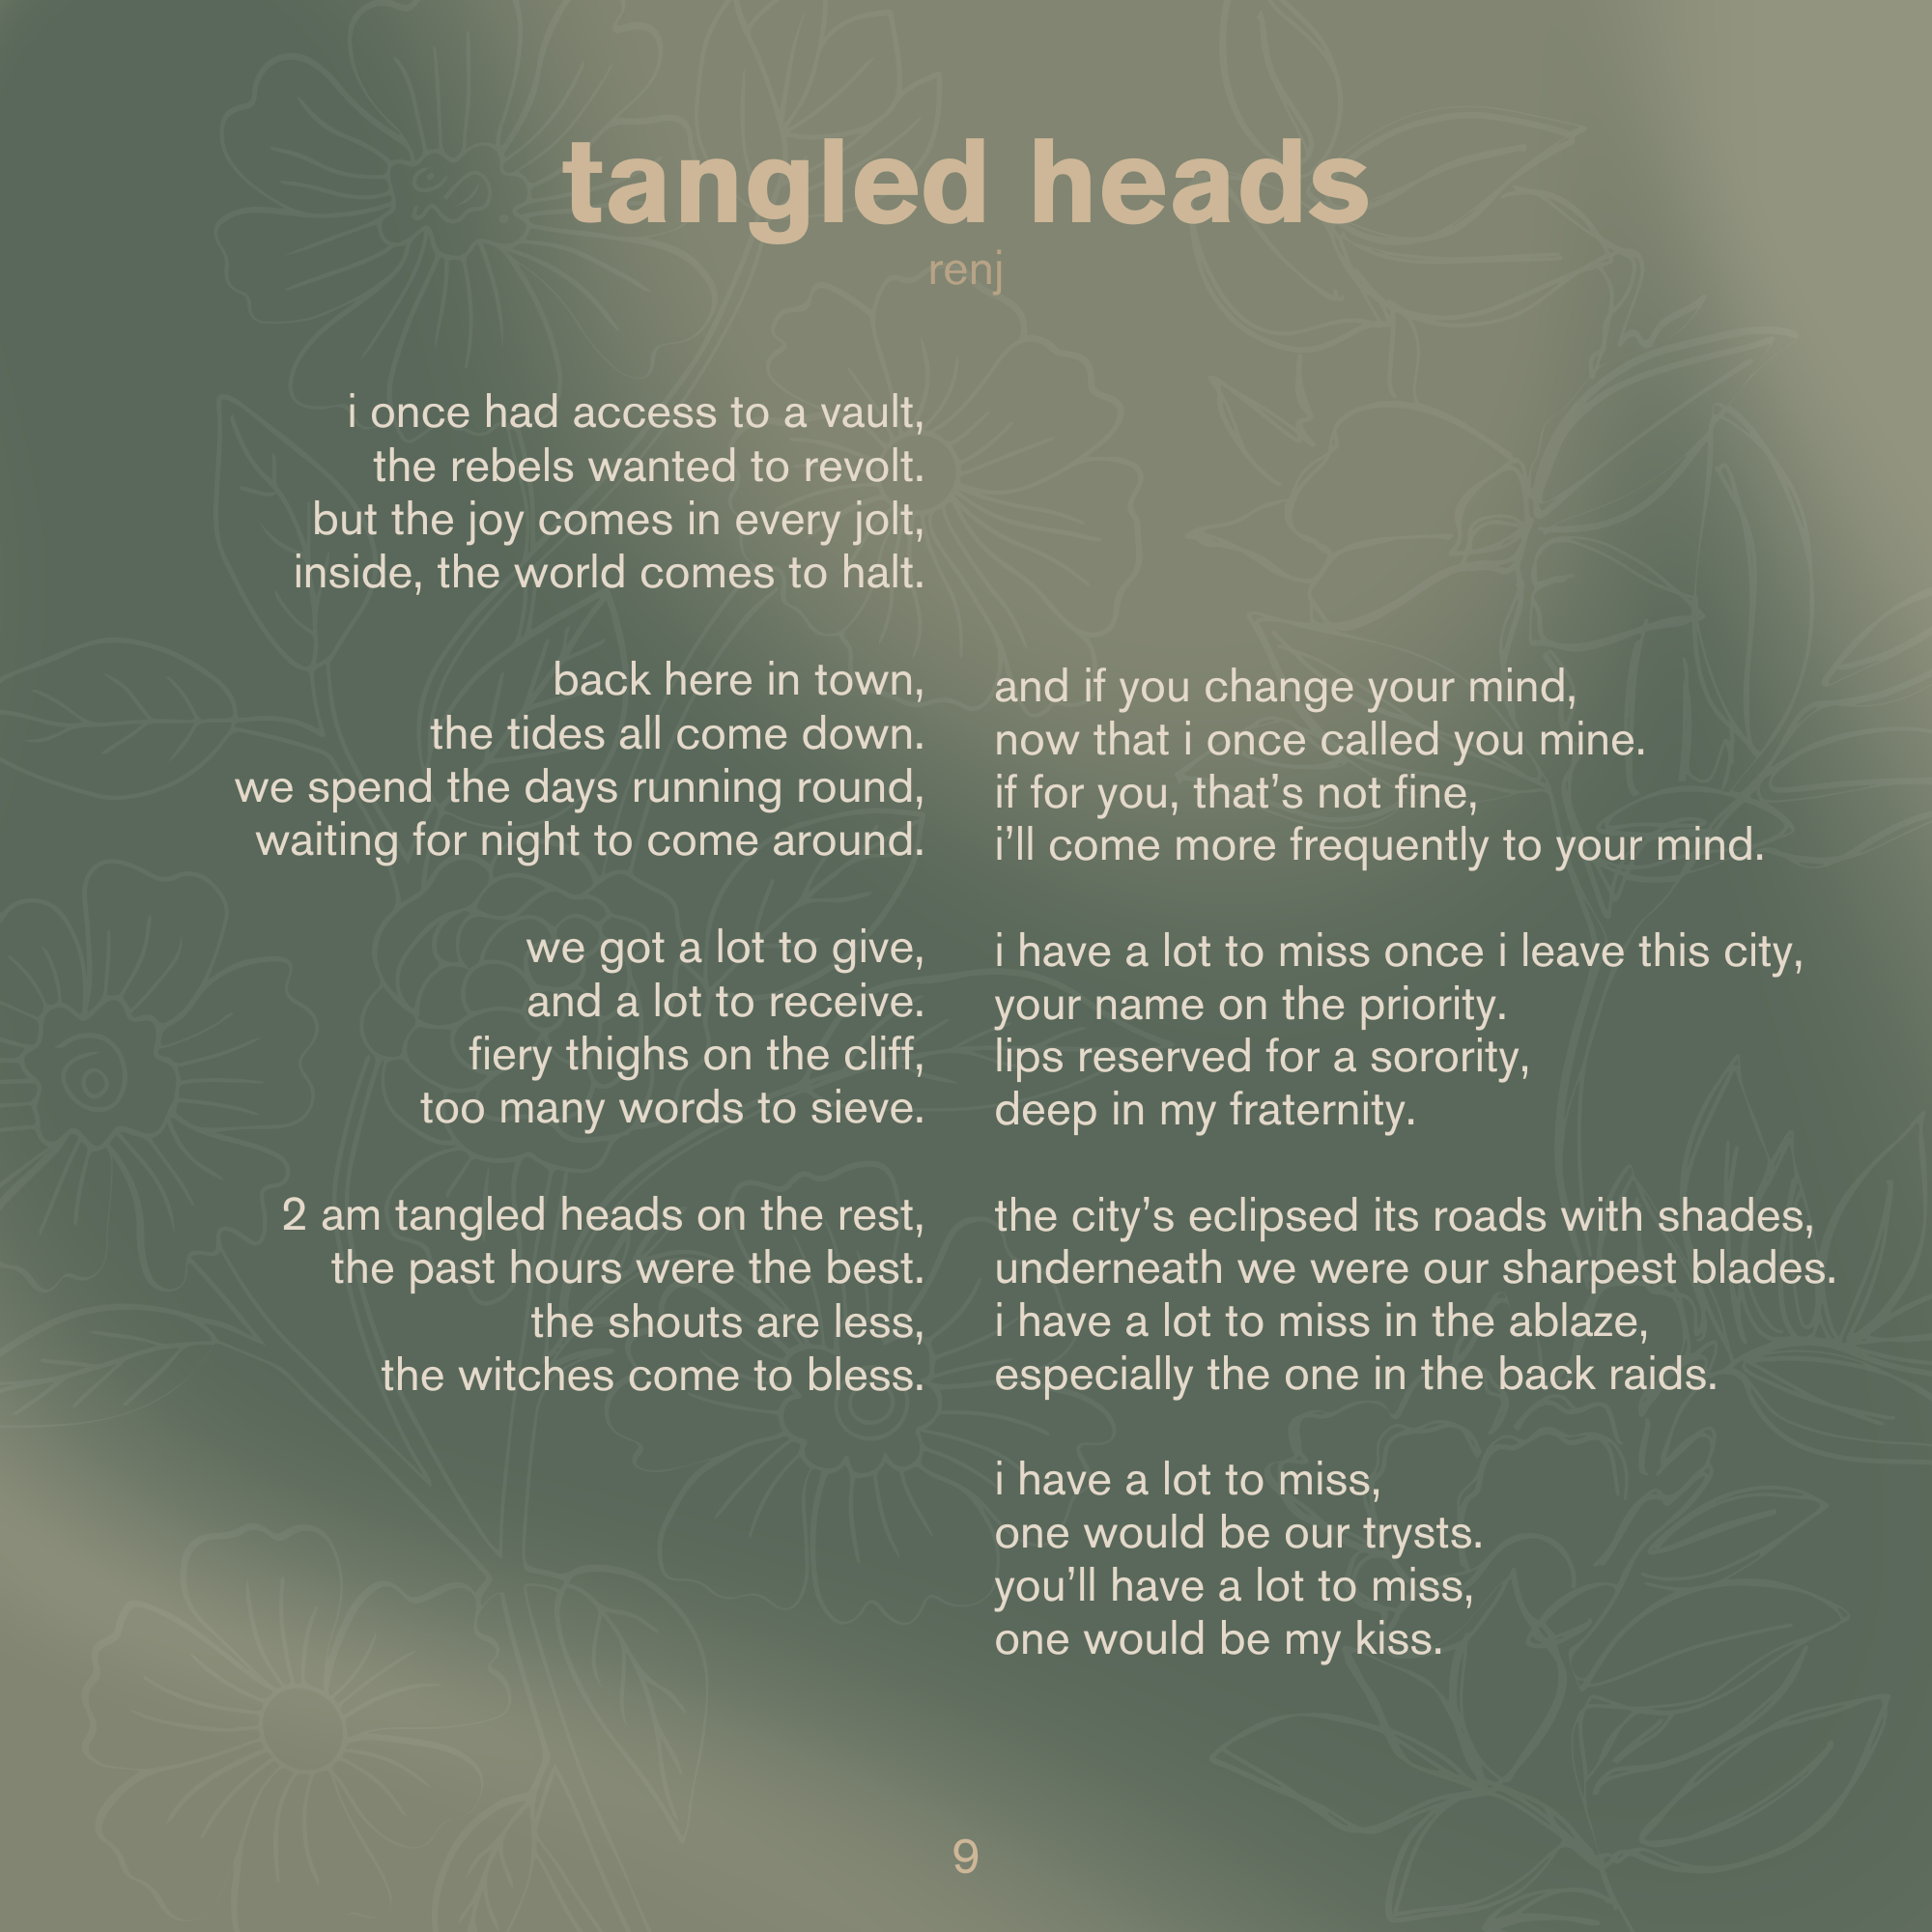 tangled heads
renj
i once had access to a vault,
the rebels wanted to revolt.
but the joy comes in every jolt,
inside, the world comes to halt.
back here in town,
the tides all come down.
we spend the days running round,
waiting for night to come around.
we got a lot to give,
and a lot to receive.
fiery thighs on the cliff,
too many words to sieve.
2 am tangled heads on the rest,
the past hours were the best.
the shouts are less,
the witches come to bless.
and if you change your mind,
now that i once called you mine.
if for you, that’s not fine,
i’ll come more frequently to your mind.
i have a lot to miss once i leave this city,
your name on the priority.
lips reserved for a sorority,
deep in my fraternity.
the city’s eclipsed its roads with shades,
underneath we were our sharpest blades.
i have a lot to miss in the ablaze,
especially the one in the back raids.
i have a lot to miss,
one would be our trysts.
you’ll have a lot to miss,
one would be my kiss.
9